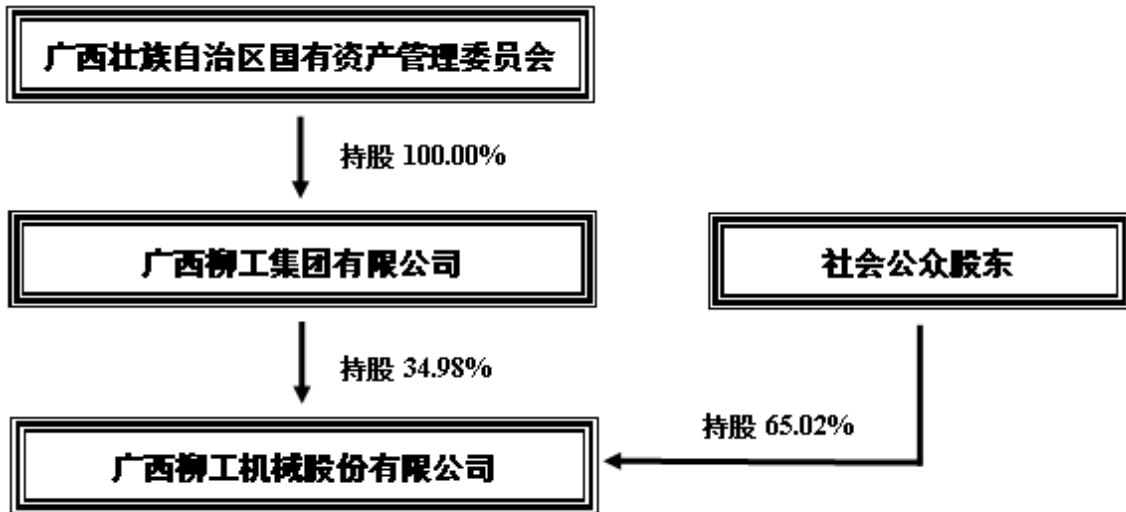 广西壮族自治区国有资产管理委员会
持股 100.00%
广西柳工集团有限公司
社会公众股东
持股 34.98%
持股 65.02%
广西柳工机械股份有限公司